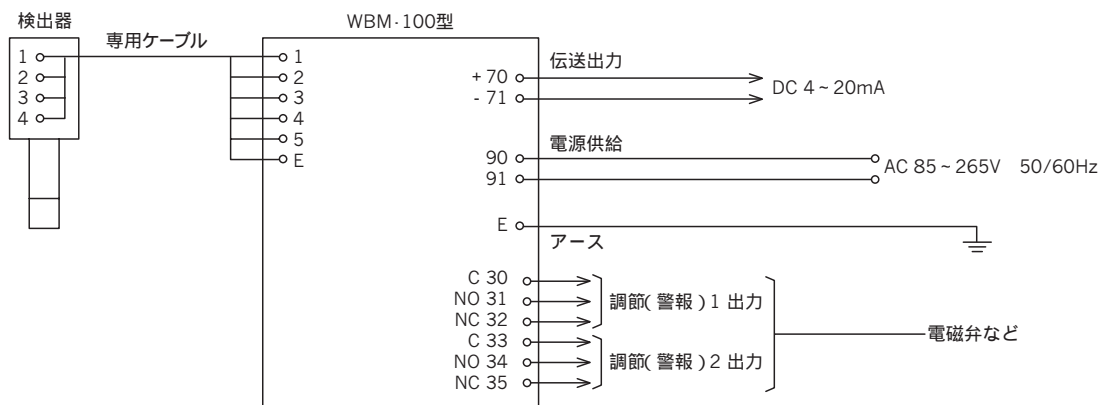 検出器
専用ケーブル
WBM-100型
1
2
3
4
1
2
3
4
5
E
+70
-71
伝送出力
DC 4~20mA
90
91
電源供給
AC 85~265V 50/60Hz
E
アース
C 30
NO 31
NC 32
調節(警報)1 出力
C 33
NO 34
NC 35
調節(警報)2 出力
電磁弁など